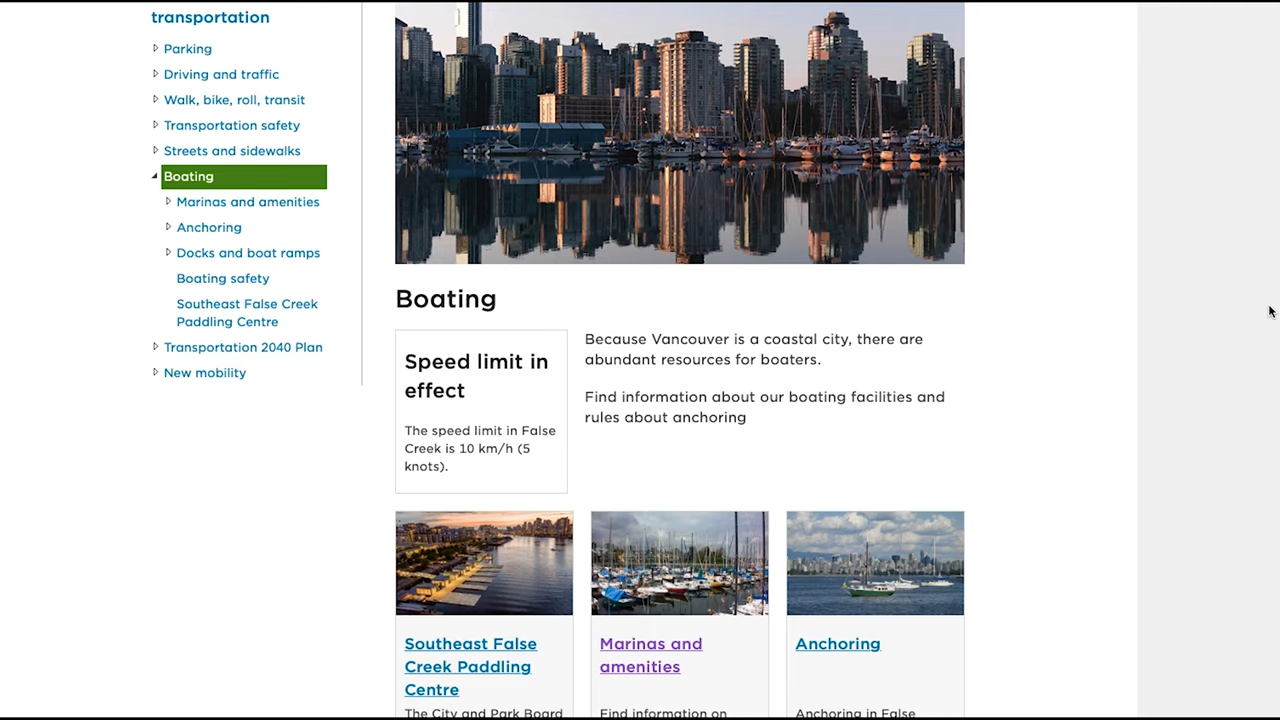 transportation
Parking
Driving and traffic
Walk, bike, roll, transit
Transportation safety
Streets and sidewalks
Boating
Marinas and amenities
Anchoring
Docks and boat ramps
Boating safety
Southeast False Creek
Paddling Centre
Transportation 2040 Plan
New mobility
Boating
Speed limit in
effect
The speed limit in False
Creek is 10 km/h (5
knots).
Because Vancouver is a coastal city, there are
abundant resources for boaters.
Find information about our boating facilities and
rules about anchoring
Southeast False
Creek Paddling
Centre
The City and Park Board
Marinas and
amenities
Find information on
Anchoring
Anchoring in False